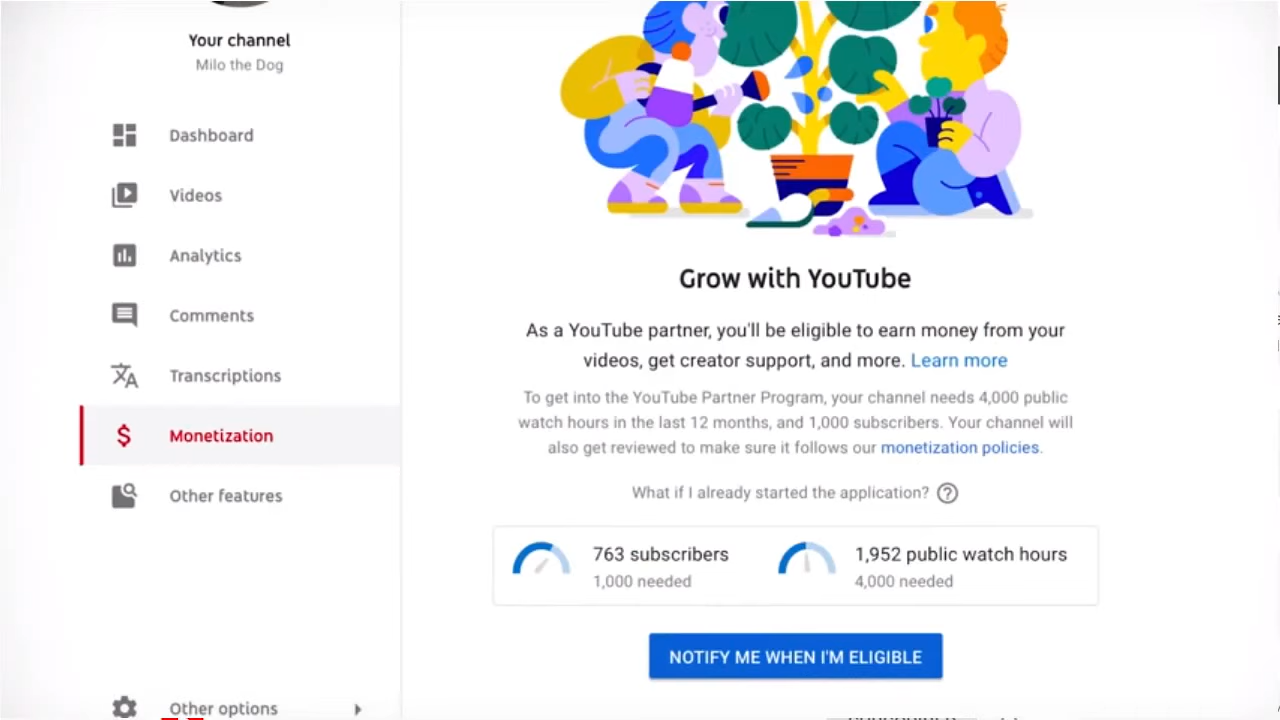 Your channel
Milo the Dog
Dashboard
Videos
Analytics
Comments
Transcriptions
Monetization
Other features
Other options
Grow with YouTube
As a YouTube partner, you'll be eligible to earn money from your
videos, get creator support, and more. Learn more
To get into the YouTube Partner Program, your channel needs 4,000 public
watch hours in the last 12 months, and 1,000 subscribers. Your channel will
also get reviewed to make sure it follows our monetization policies.
What if I already started the application?
763 subscribers
1,000 needed
1,952 public watch hours
4,000 needed
NOTIFY ME WHEN I'M ELIGIBLE